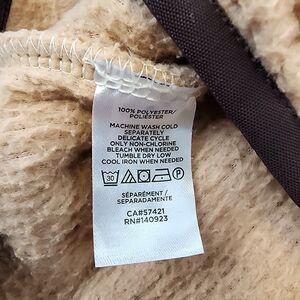 100% POLYESTER/
POLIESTER
MACHINE WASH COLD
SEPARATELY
DELICATE CYCLE
ONLY NON-CHLORINE
BLEACH WHEN NEEDED
TUMBLE DRY LOW
COOL IRON WHEN NEEDED
30
SÉPARÉMENT/
SEPARADAMENTE
CA#57421
RN#140923